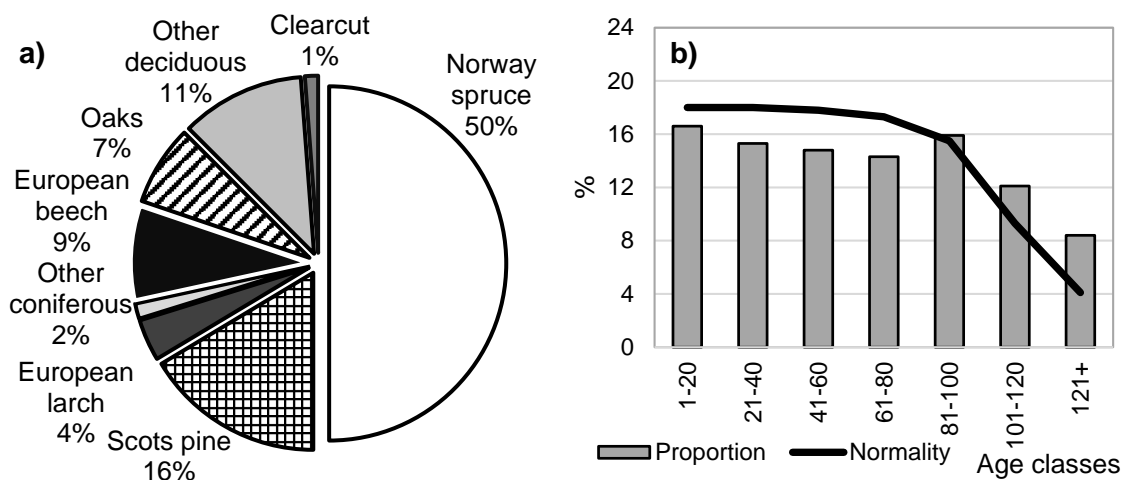 a)
Clearcut
1%
Other
deciduous
11%
Norway
spruce
50%
Oaks
7%
European
beech
9%
Other
coniferous
2%
European
larch
4%
Scots pine
16%
b)
24
20
16
12
8
4
0
%
1-20
21-40
41-60
61-80
81-100
101-120
121+
Proportion
Normality
Age classes